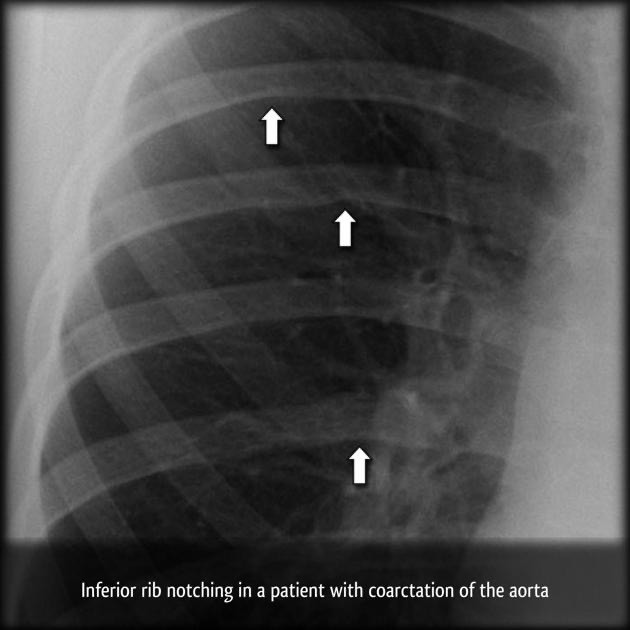 Inferior rib notching in a patient with coarctation of the aorta